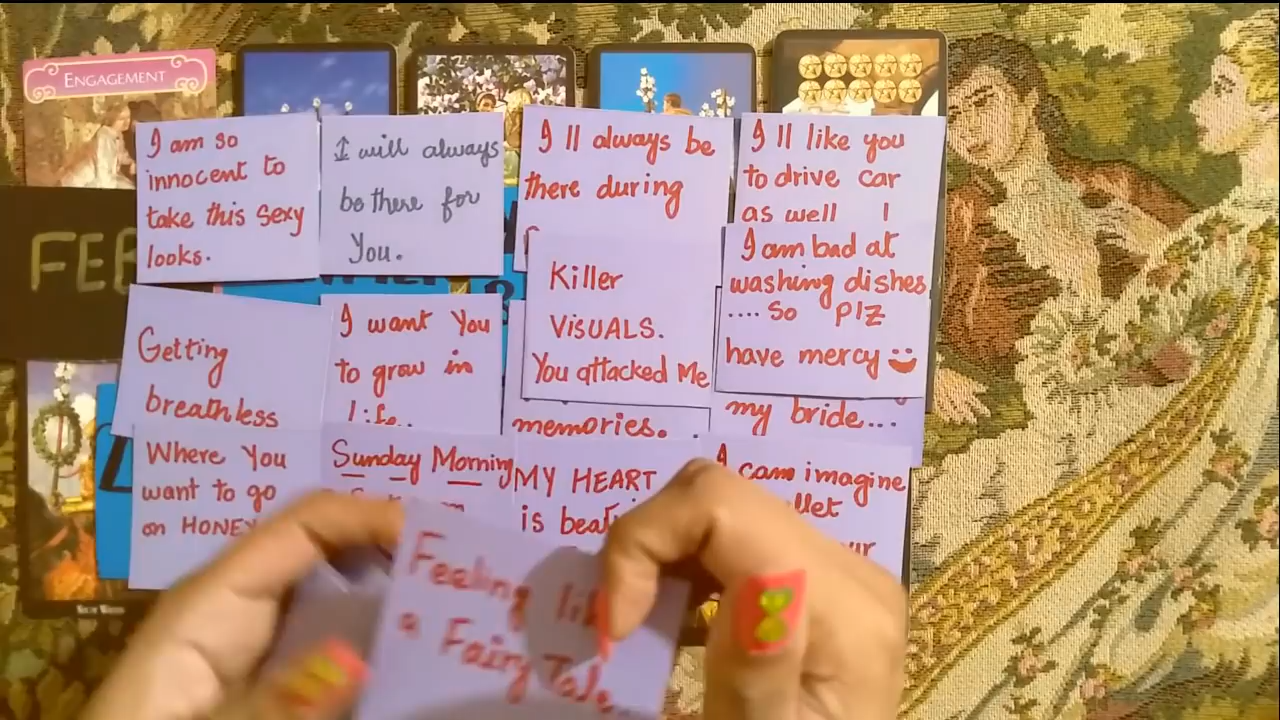 ENGAGEMENT
I am so
innocent to
take this sexy
looks.
I will always
be there for
You.
I ll always be
there during
I ll like you
to drive car
as well I
FEB
Killer
VISUALS.
You attacked Me
I am bad at
washing dishes
.... So Plz
have mercy
Getting
breathless
I want You
to grow in
life..
memories.
my bride...
Where You
want to go
on HONEY
Sunday Morning
MY HEART
is beat
I can imagine
Feeling lik
a Fairy Tale.